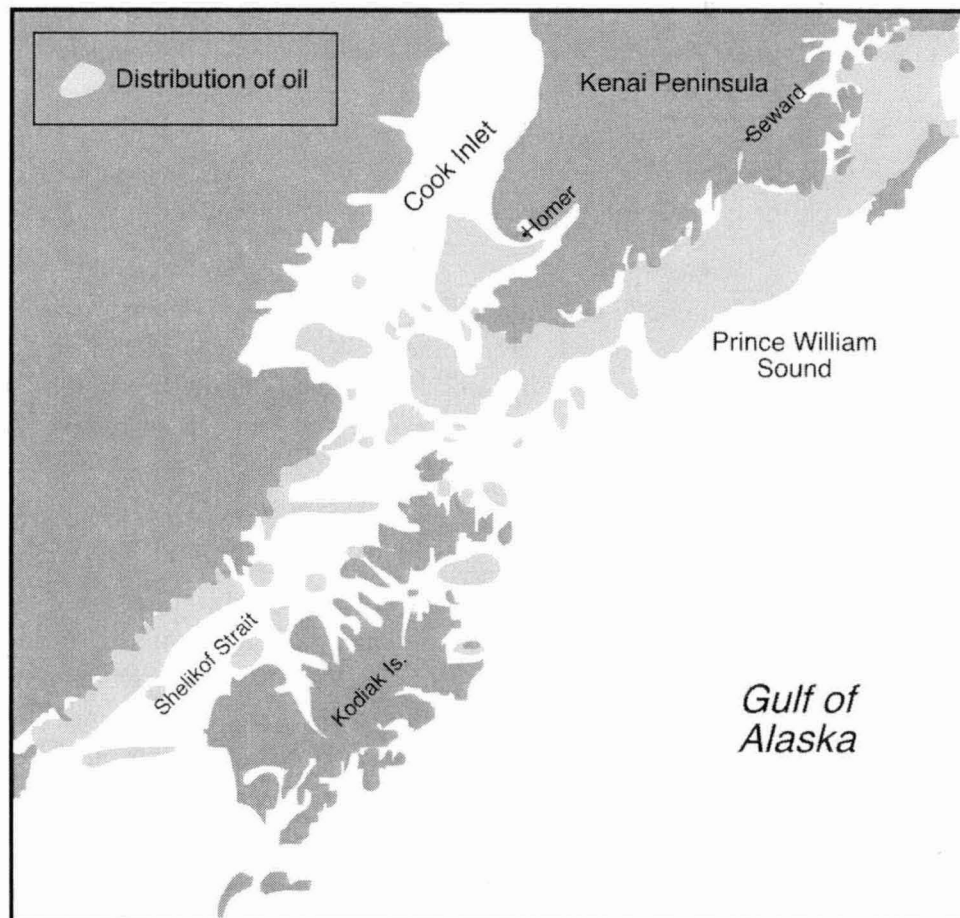 Distribution of oil
Kenai Peninsula
Seward
Cook Inlet
Homer
Prince William
Sound
Shelikof Strait
Kodiak Is.
Gulf of
Alaska